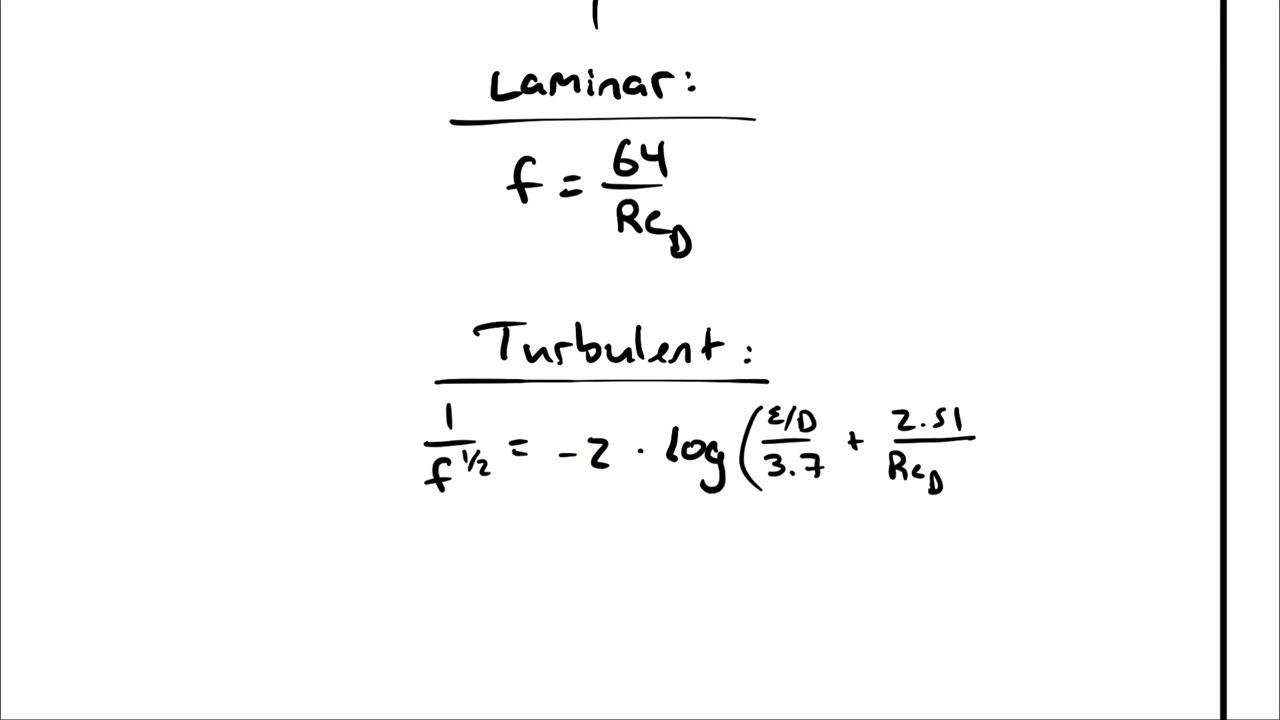 Laminar:
f = 64/Re_D
Turbulent:
1/f^1/2 = -2 · log(ε/D/3.7 + 2.51/Re_D